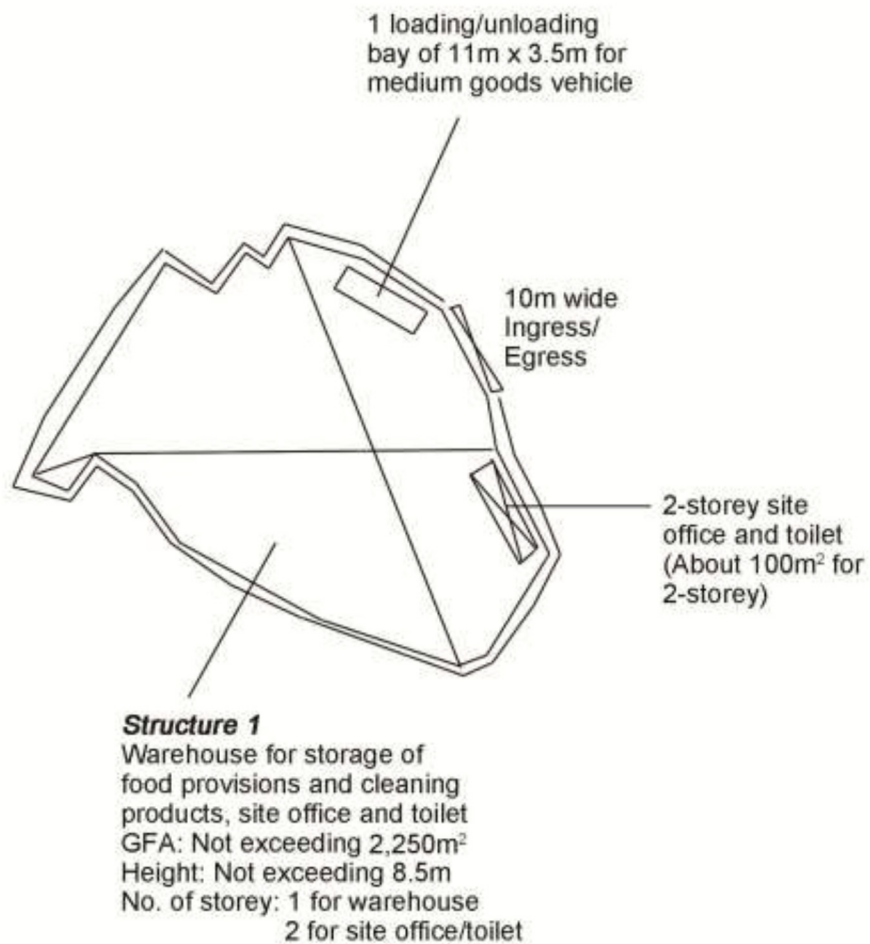 1 loading/unloading
bay of 11m x 3.5m for
medium goods vehicle
10m wide
Ingress/
Egress
2-storey site
office and toilet
(About 100m² for
2-storey)
Structure 1
Warehouse for storage of
food provisions and cleaning
products, site office and toilet
GFA: Not exceeding 2,250m²
Height: Not exceeding 8.5m
No. of storey: 1 for warehouse
2 for site office/toilet